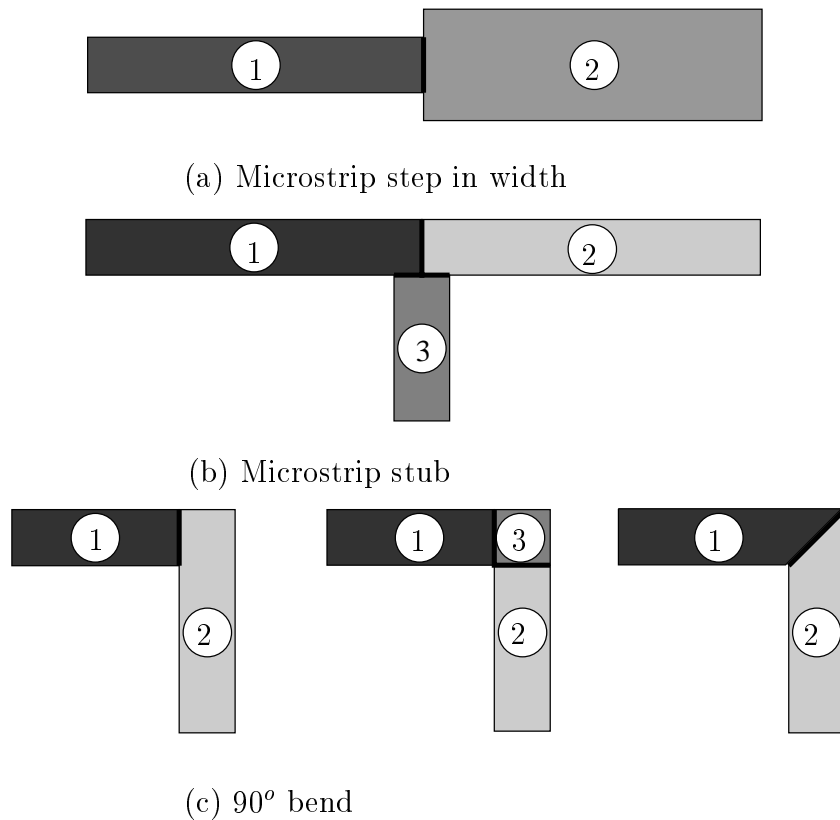 1 2
(a) Microstrip step in width
1 2
3
(b) Microstrip stub
1 1 3 1
2 2 2
(c) 90º bend